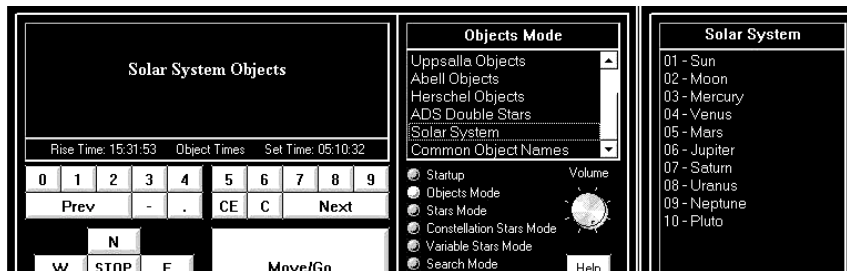 Solar System Objects
Rise Time: 15:31:53 Object Times Set Time: 05:10:32
0 1 2 3 4 5 6 7 8 9
Prev - . CE C Next
N
W STOP E Move/Go
Objects Mode
Uppsalla Objects
Abell Objects
Herschel Objects
ADS Double Stars
Solar System
Common Object Names
Startup
Objects Mode
Stars Mode
Constellation Stars Mode
Variable Stars Mode
Search Mode
Volume
Help
Solar System
01 - Sun
02 - Moon
03 - Mercury
04 - Venus
05 - Mars
06 - Jupiter
07 - Saturn
08 - Uranus
09 - Neptune
10 - Pluto